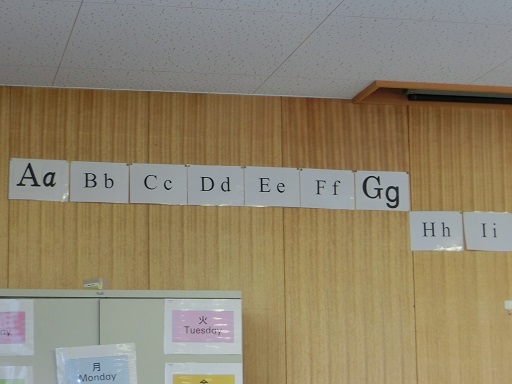 Aa Bb Cc Dd Ee Ff Gg
Hh Ii
火
Tuesday
月
Monday